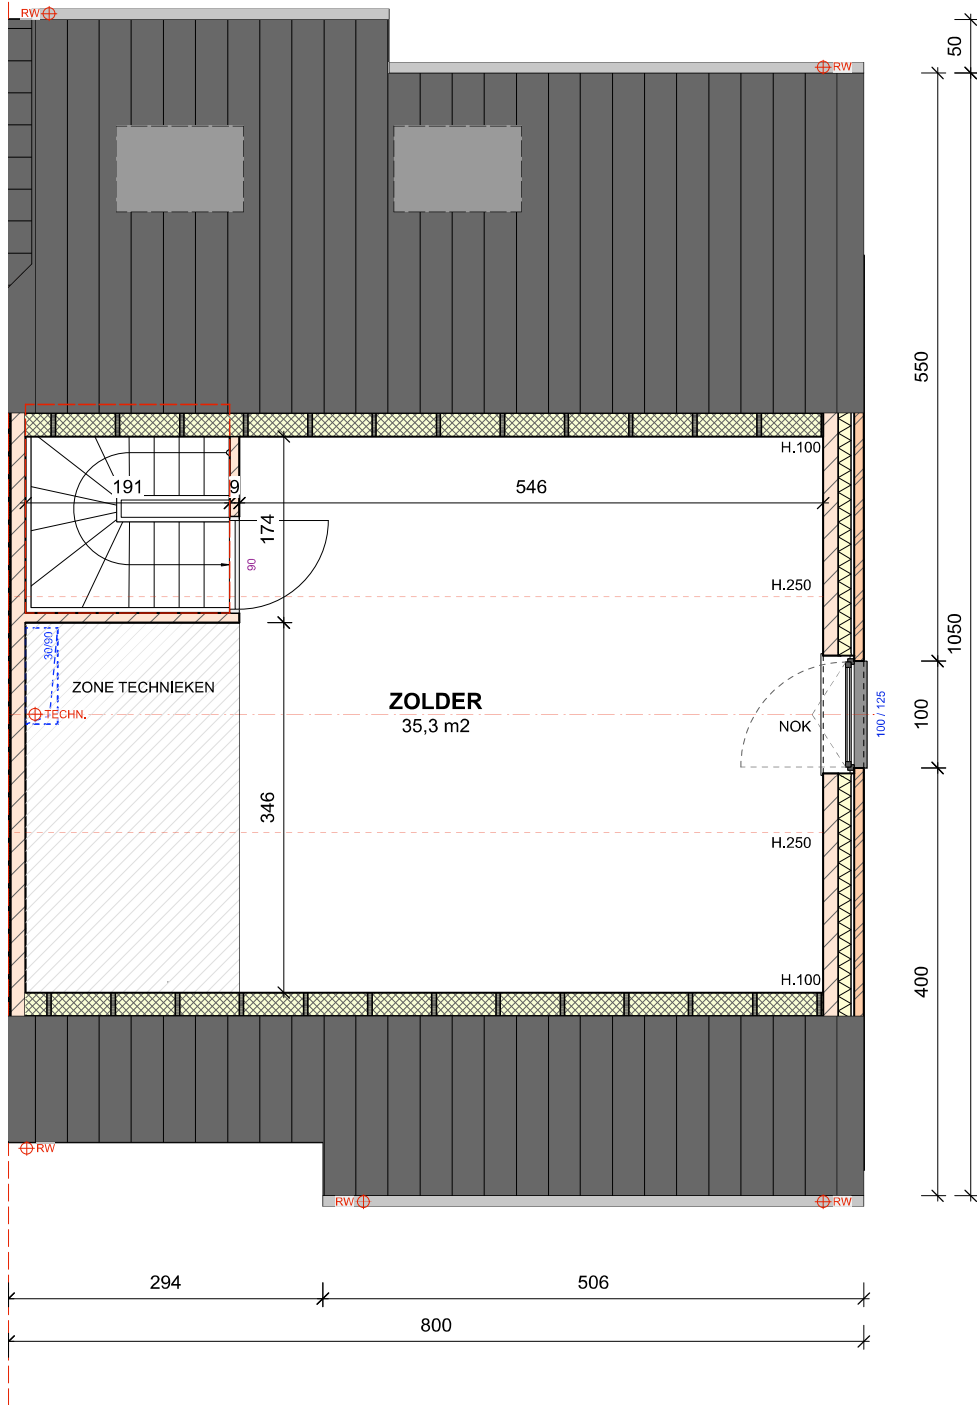 RW
RW
50
550
H.100
191
9
546
174
90
H.250
1050
30/90
ZONE TECHNIEKEN
ZOLDER
35,3 m2
TECHN.
NOK
100
100 / 125
346
H.250
H.100
400
RW
RW
RW
294
506
800